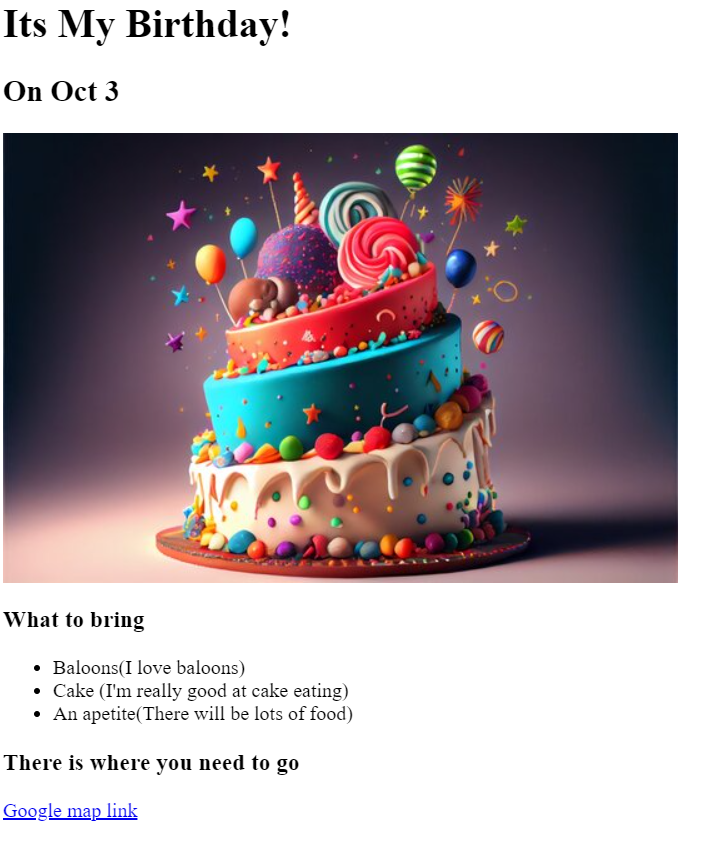 Its My Birthday!
On Oct 3
What to bring
Baloons(I love baloons)
Cake (I'm really good at cake eating)
An apetite(There will be lots of food)
There is where you need to go
Google map link